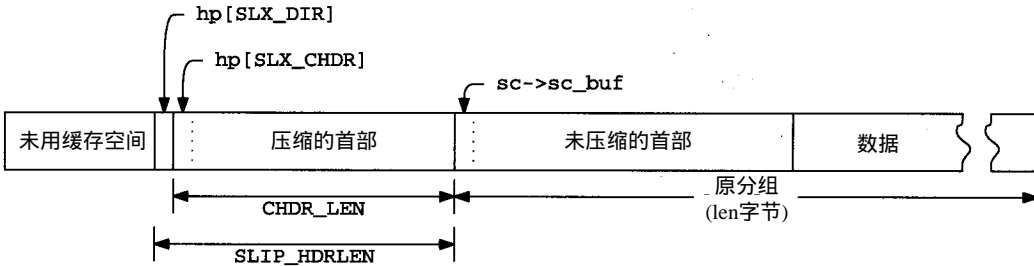 hp[SLX_DIR]
hp[SLX_CHDR]
sc->sc_buf
未用缓存空间
压缩的首部
未压缩的首部
数据
原分组
(len字节)
CHDR_LEN
SLIP_HDRLEN